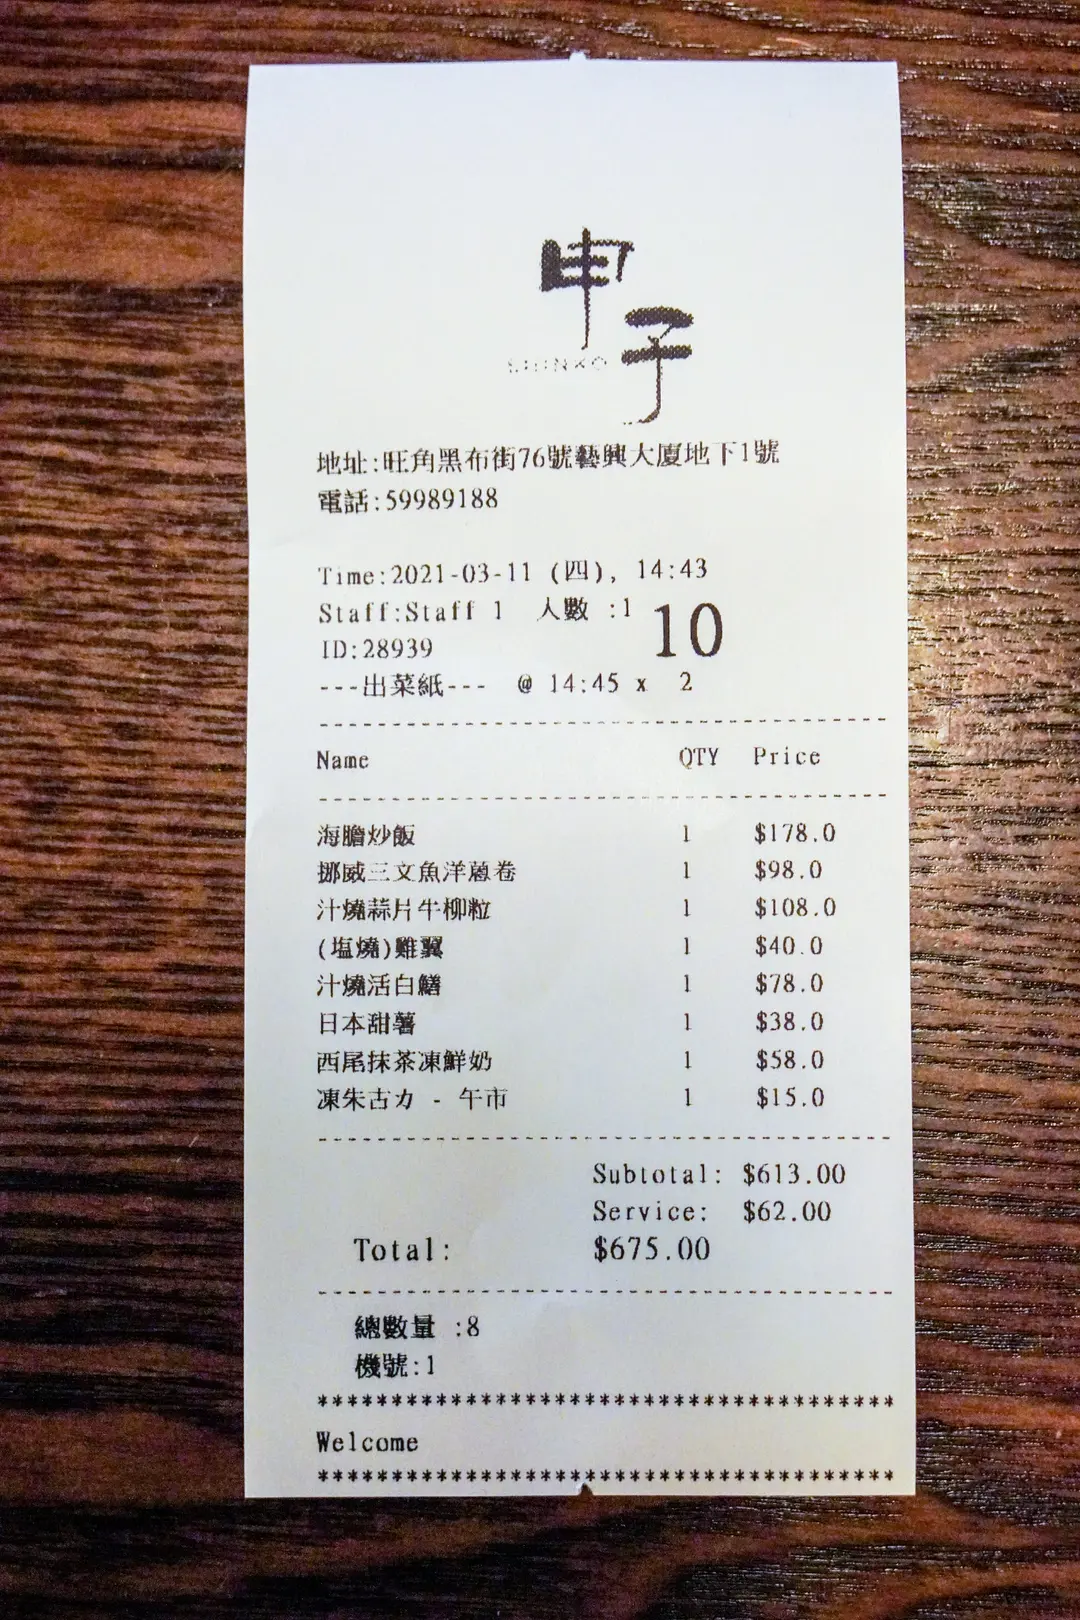 申子
SHINKO
地址:旺角黑布街76號藝興大廈地下1號
電話:59989188
Time:2021-03-11 (四), 14:43
Staff:Staff 1 人數 :1 10
ID:28939
---出菜紙--- @ 14:45 x 2
Name QTY Price
海膽炒飯 1 $178.0
挪威三文魚洋蔥卷 1 $98.0
汁燒蒜片牛柳粒 1 $108.0
(塩燒)雞翼 1 $40.0
汁燒活白鱔 1 $78.0
日本甜薯 1 $38.0
西尾抹茶凍鮮奶 1 $58.0
凍朱古力 - 午市 1 $15.0
Subtotal: $613.00
Service: $62.00
Total: $675.00
總數量 :8
機號:1
***************************************
Welcome
***************************************